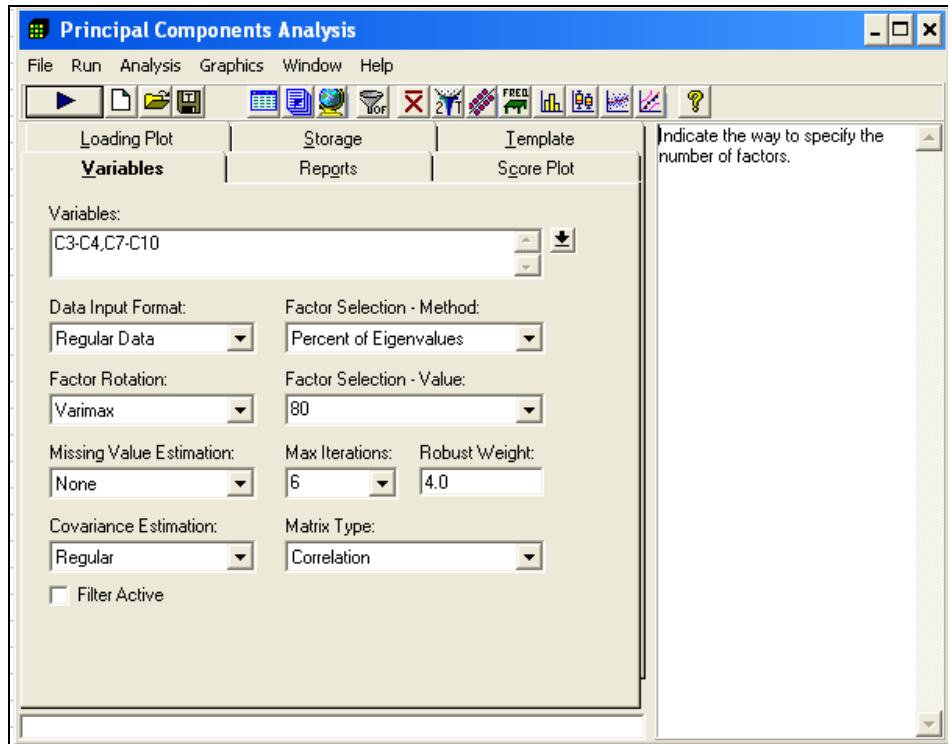 Principal Components Analysis
File Run Analysis Graphics Window Help
Loading Plot Storage Template
Variables Reports Score Plot
Indicate the way to specify the
number of factors.
Variables:
C3-C4,C7-C10
Data Input Format: Factor Selection - Method:
Regular Data Percent of Eigenvalues
Factor Rotation: Factor Selection - Value:
Varimax 80
Missing Value Estimation: Max Iterations: Robust Weight:
None 6 4.0
Covariance Estimation: Matrix Type:
Regular Correlation
Filter Active